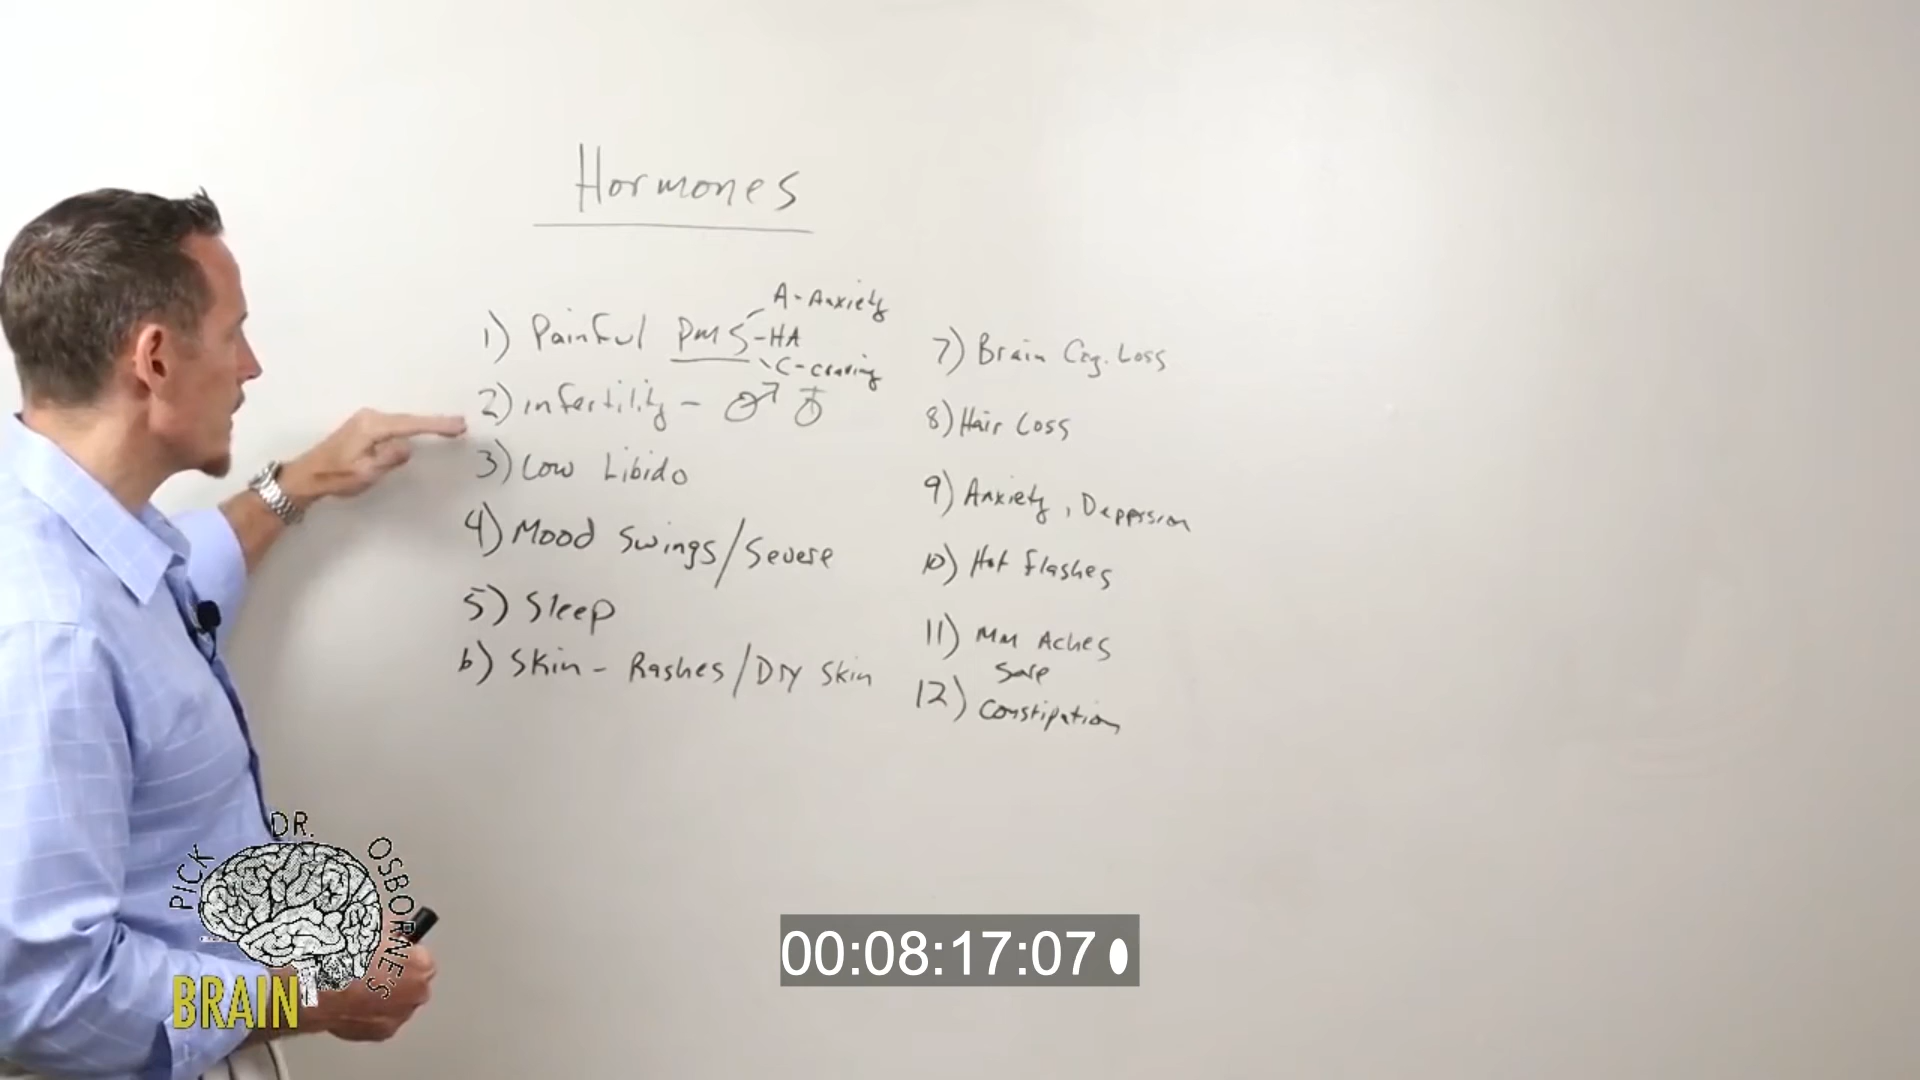 Hormones
A - Anxiety
1) Painful PMS - HA
C - craving
2) infertility - ♂ ♀
3) Low Libido
4) Mood Swings / Severe
5) Sleep
6) Skin - Rashes / Dry Skin
7) Brain Cog. Loss
8) Hair Loss
9) Anxiety, Deppression
10) Hot flashes
11) MM Aches
Sore
12) Constipation
PICK DR. OSBORNE'S
BRAIN
00:08:17:07